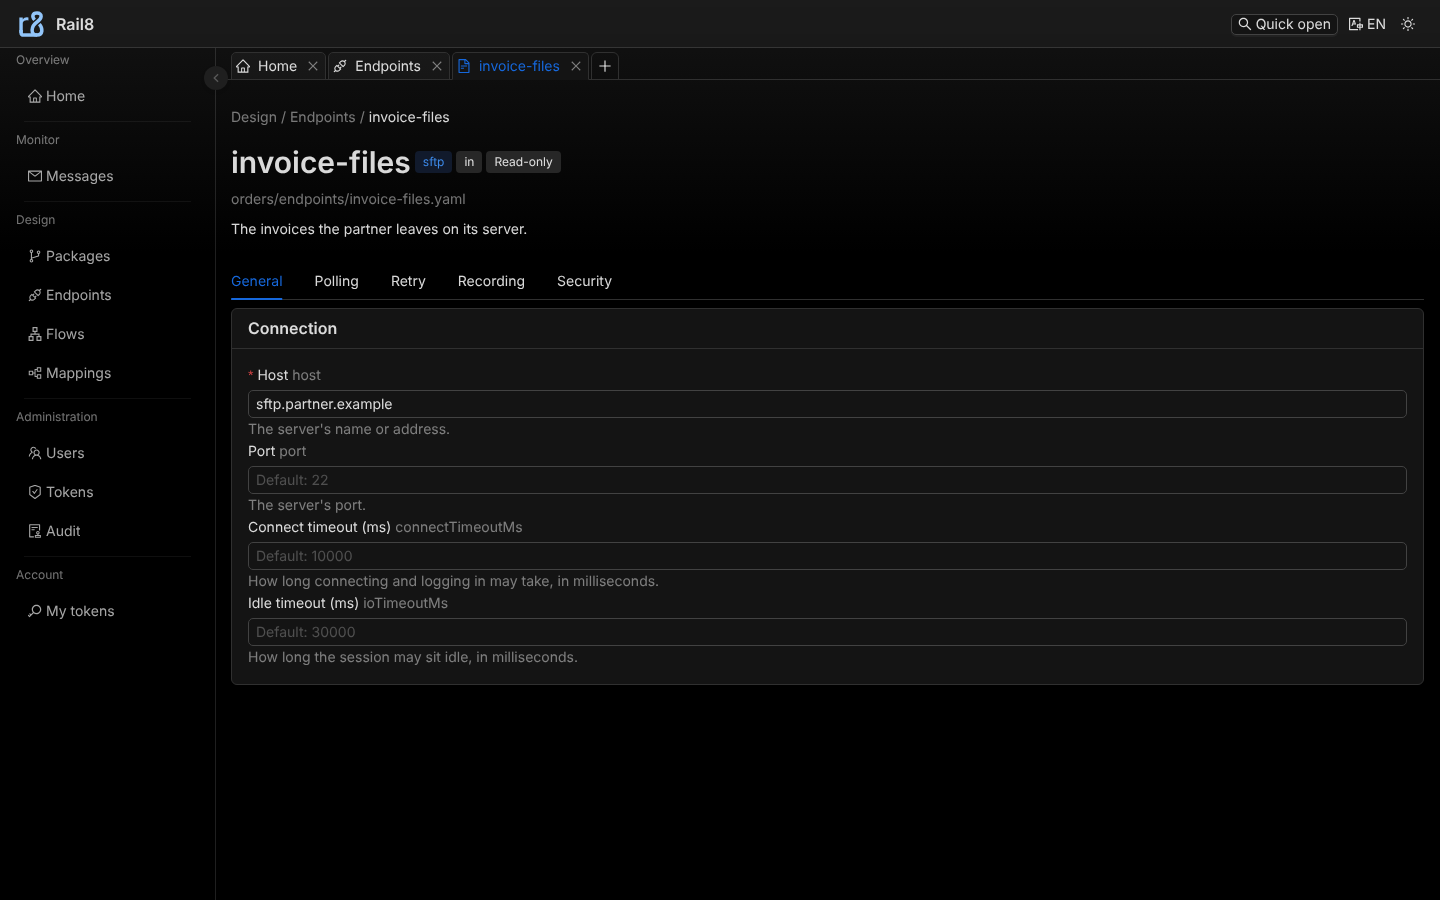 Rail8
Quick open
EN
Overview
Home
Monitor
Messages
Design
Packages
Endpoints
Flows
Mappings
Administration
Users
Tokens
Audit
Account
My tokens
Home
Endpoints
invoice-files
Design / Endpoints / invoice-files
invoice-files sftp in Read-only
orders/endpoints/invoice-files.yaml
The invoices the partner leaves on its server.
General Polling Retry Recording Security
Connection
* Host host
sftp.partner.example
The server's name or address.
Port port
Default: 22
The server's port.
Connect timeout (ms) connectTimeoutMs
Default: 10000
How long connecting and logging in may take, in milliseconds.
Idle timeout (ms) ioTimeoutMs
Default: 30000
How long the session may sit idle, in milliseconds.